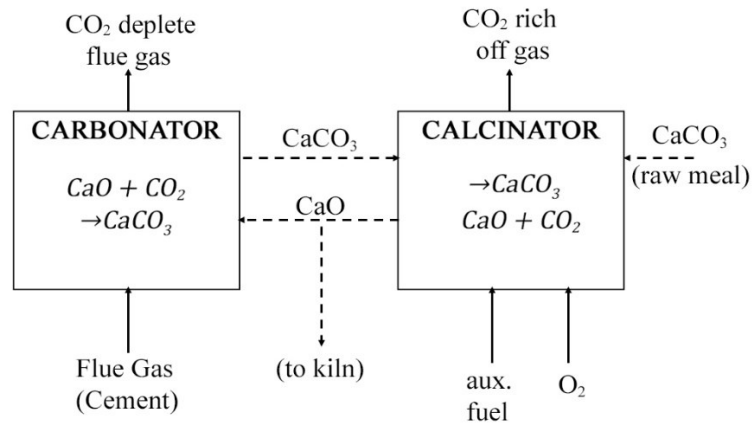 CO₂ deplete
flue gas
CO₂ rich
off gas
CARBONATOR
CaO + CO₂
→CaCO₃
CaCO₃
CaO
CALCINATOR
→CaCO₃
CaO + CO₂
CaCO₃
(raw meal)
Flue Gas
(Cement)
(to kiln)
aux.
fuel
O₂